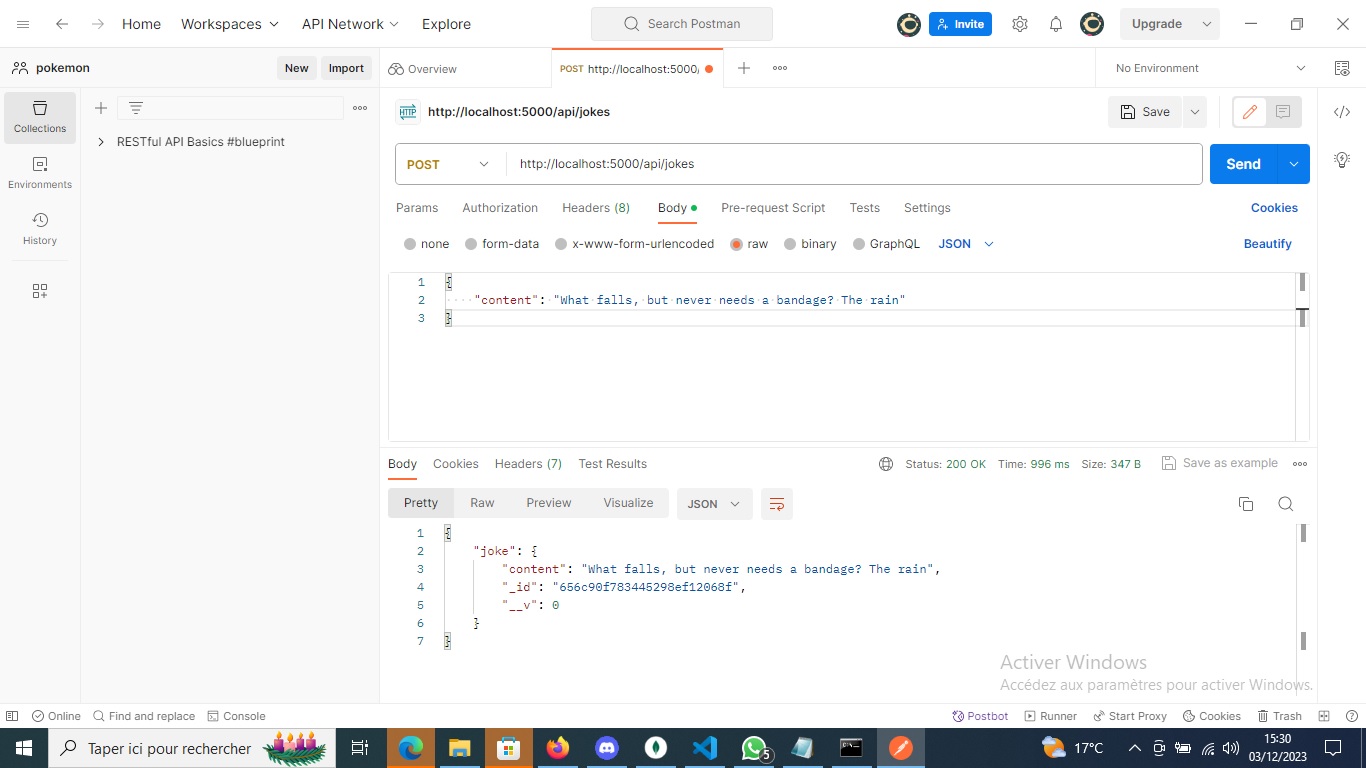 Home Workspaces API Network Explore Search Postman Invite Upgrade
pokemon New Import Overview POST http://localhost:5000, No Environment
Collections
http://localhost:5000/api/jokes Save
RESTful API Basics #blueprint
POST http://localhost:5000/api/jokes Send
Environments
Params Authorization Headers (8) Body Pre-request Script Tests Settings Cookies
History
none form-data x-www-form-urlencoded raw binary GraphQL JSON Beautify
1 {
2 "content": "What falls, but never needs a bandage? The rain"
3 }
Body Cookies Headers (7) Test Results Status: 200 OK Time: 996 ms Size: 347 B Save as example
Pretty Raw Preview Visualize JSON
1 {
2 "joke": {
3 "content": "What falls, but never needs a bandage? The rain",
4 "_id": "656c90f783445298ef12068f",
5 "__v": 0
6 }
7 }
Activer Windows
Accédez aux paramètres pour activer Windows.
Online Find and replace Console Postbot Runner Start Proxy Cookies Trash
Taper ici pour rechercher 5 17°C 15:30
03/12/2023